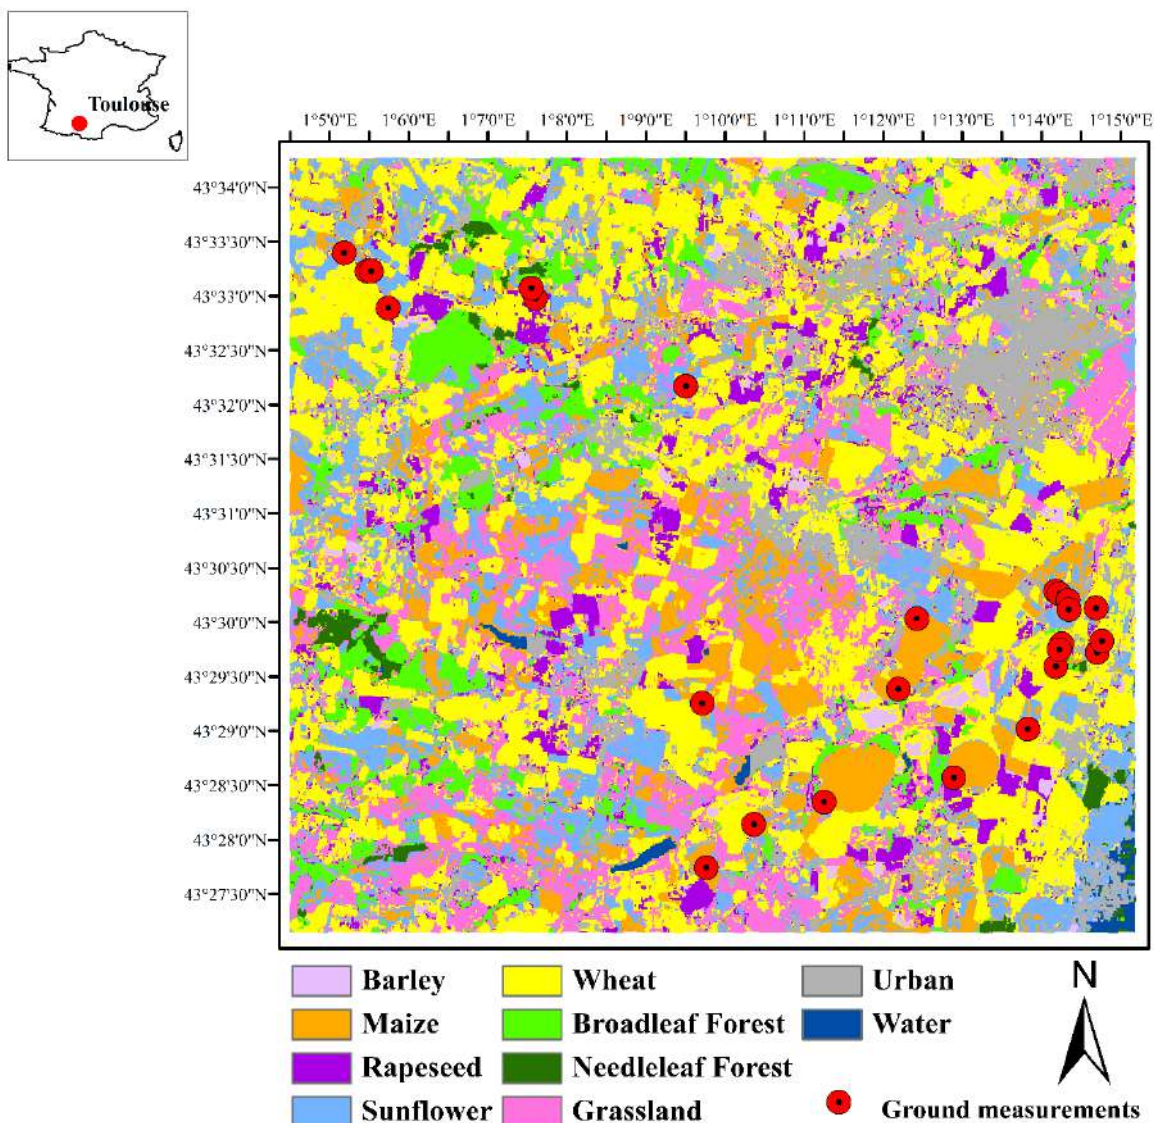 Toulouse
1°5'0"E 1°6'0"E 1°7'0"E 1°8'0"E 1°9'0"E 1°10'0"E 1°11'0"E 1°12'0"E 1°13'0"E 1°14'0"E 1°15'0"E
43°34'0"N
43°33'30"N
43°33'0"N
43°32'30"N
43°32'0"N
43°31'30"N
43°31'0"N
43°30'30"N
43°30'0"N
43°29'30"N
43°29'0"N
43°28'30"N
43°28'0"N
43°27'30"N
Barley Wheat Urban
Maize Broadleaf Forest Water
Rapeseed Needleleaf Forest
Sunflower Grassland Ground measurements
N